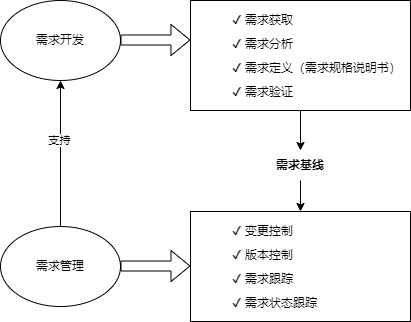 需求开发
✓ 需求获取
✓ 需求分析
✓ 需求定义（需求规格说明书）
✓ 需求验证
支持
需求基线
需求管理
✓ 变更控制
✓ 版本控制
✓ 需求跟踪
✓ 需求状态跟踪